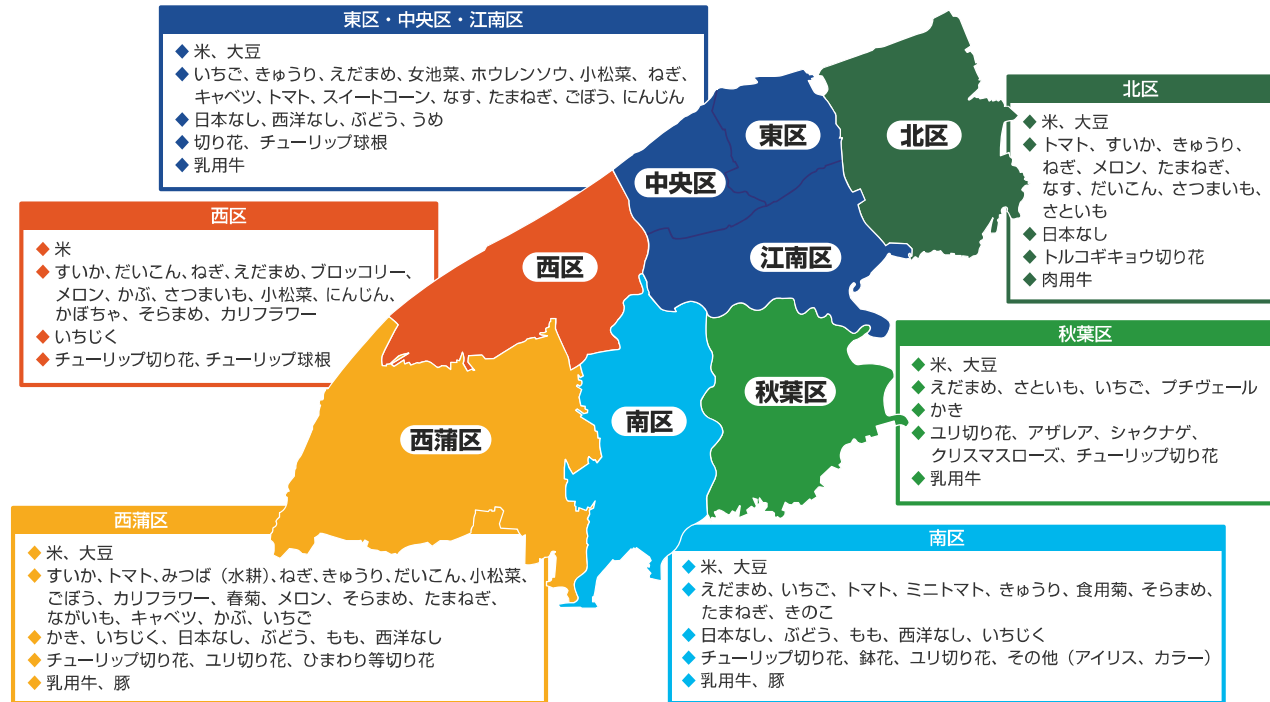 東区・中央区・江南区
◆ 米、大豆
◆ いちご、きゅうり、えだまめ、女池菜、ホウレンソウ、小松菜、ねぎ、
キャベツ、トマト、スイートコーン、なす、たまねぎ、ごぼう、にんじん
◆ 日本なし、西洋なし、ぶどう、うめ
◆ 切り花、チューリップ球根
◆ 乳用牛
北区
◆ 米、大豆
◆ トマト、すいか、きゅうり、
ねぎ、メロン、たまねぎ、
なす、だいこん、さつまいも、
さといも
◆ 日本なし
◆ トルコギキョウ切り花
◆ 肉用牛
西区
◆ 米
◆ すいか、だいこん、ねぎ、えだまめ、ブロッコリー、
メロン、かぶ、さつまいも、小松菜、にんじん、
かぼちゃ、そらまめ、カリフラワー
◆ いちじく
◆ チューリップ切り花、チューリップ球根
東区
北区
中央区
江南区
西区
秋葉区
南区
西蒲区
秋葉区
◆ 米、大豆
◆ えだまめ、さといも、いちご、プチヴェール
◆ かき
◆ ユリ切り花、アザレア、シャクナゲ、
クリスマスローズ、チューリップ切り花
◆ 乳用牛
西蒲区
◆ 米、大豆
◆ すいか、トマト、みつば（水耕）、ねぎ、きゅうり、だいこん、小松菜、
ごぼう、カリフラワー、春菊、メロン、そらまめ、たまねぎ、
ながいも、キャベツ、かぶ、いちご
◆ かき、いちじく、日本なし、ぶどう、もも、西洋なし
◆ チューリップ切り花、ユリ切り花、ひまわり等切り花
◆ 乳用牛、豚
南区
◆ 米、大豆
◆ えだまめ、いちご、トマト、ミニトマト、きゅうり、食用菊、そらまめ、
たまねぎ、きのこ
◆ 日本なし、ぶどう、もも、西洋なし、いちじく
◆ チューリップ切り花、鉢花、ユリ切り花、その他（アイリス、カラー）
◆ 乳用牛、豚